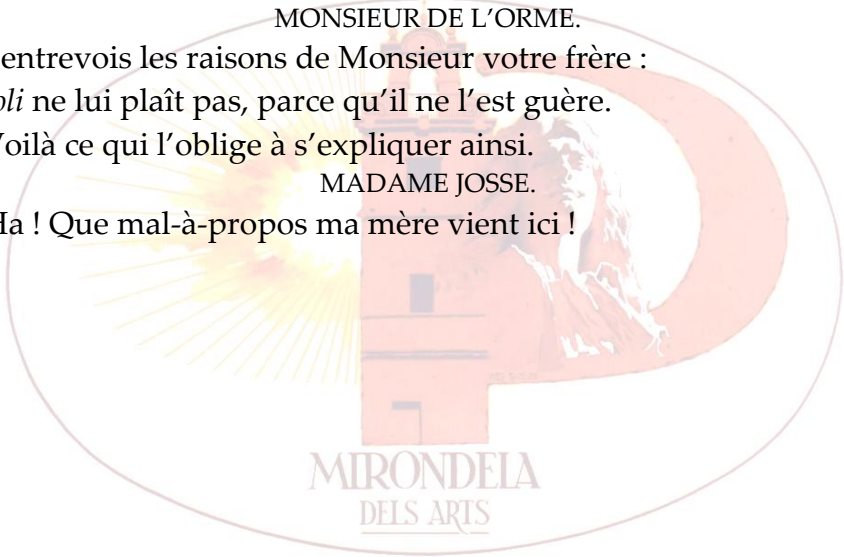 MONSIEUR DE L’ORME.
entrevois les raisons de Monsieur votre frère :
oli ne lui plaît pas, parce qu’il ne l’est guère.
oilà ce qui l’oblige à s’expliquer ainsi.
MADAME JOSSE.
Ha ! Que mal-à-propos ma mère vient ici !
MIRONDELA
DELS ARTS